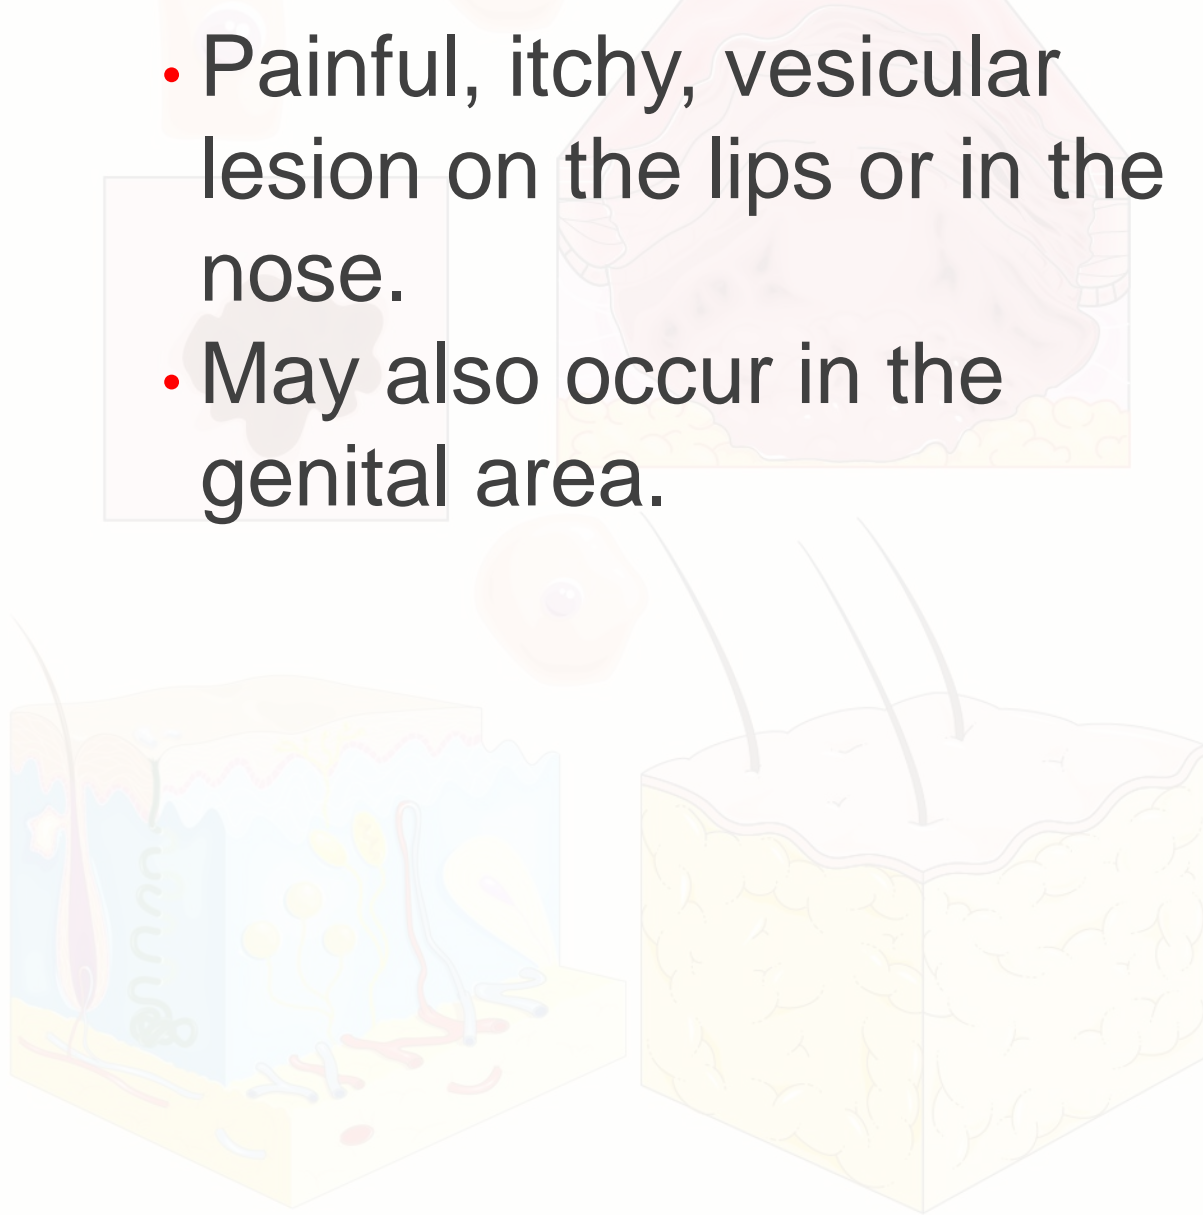 • Painful, itchy, vesicular
lesion on the lips or in the
nose.
• May also occur in the
genital area.